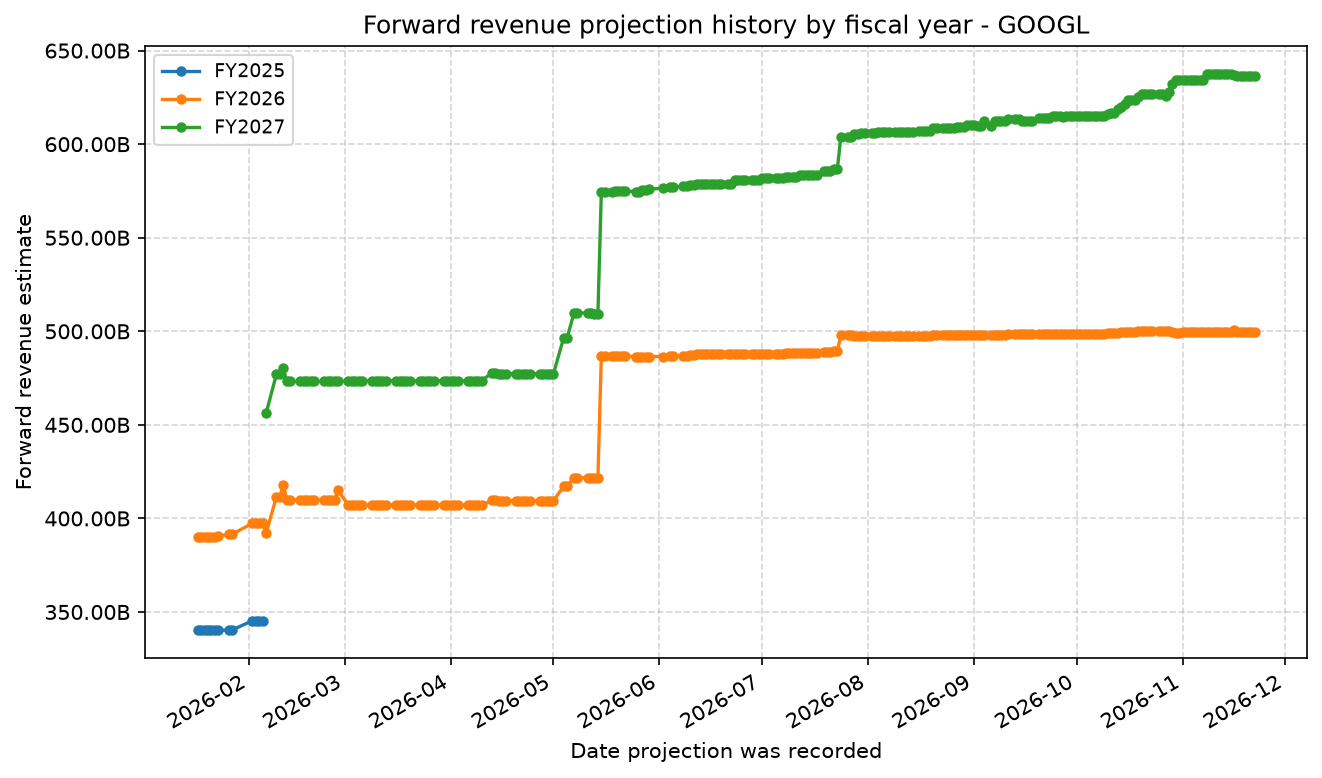 Forward revenue projection history by fiscal year - GOOGL
650.00B
600.00B
550.00B
500.00B
450.00B
400.00B
350.00B
Forward revenue estimate
FY2025
FY2026
FY2027
2026-02
2026-03
2026-04
2026-05
2026-06
2026-07
2026-08
2026-09
2026-10
2026-11
2026-12
Date projection was recorded